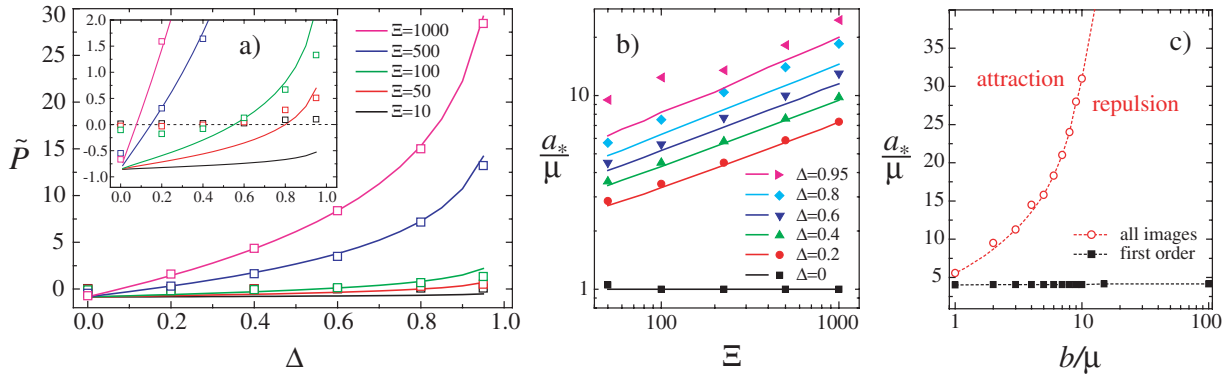 a)
2.0
1.5
1.0
0.5
0.0
-0.5
-1.0
0.0 0.2 0.4 0.6 0.8 1.0
Ξ=1000
Ξ=500
Ξ=100
Ξ=50
Ξ=10
30
25
20
15
10
5
0
P̃
0.0 0.2 0.4 0.6 0.8 1.0
Δ
b)
a*/μ
10
1
Δ=0.95
Δ=0.8
Δ=0.6
Δ=0.4
Δ=0.2
Δ=0
100 1000
Ξ
c)
attraction
repulsion
a*/μ
35
30
25
20
15
10
5
all images
first order
1 10 100
b/μ